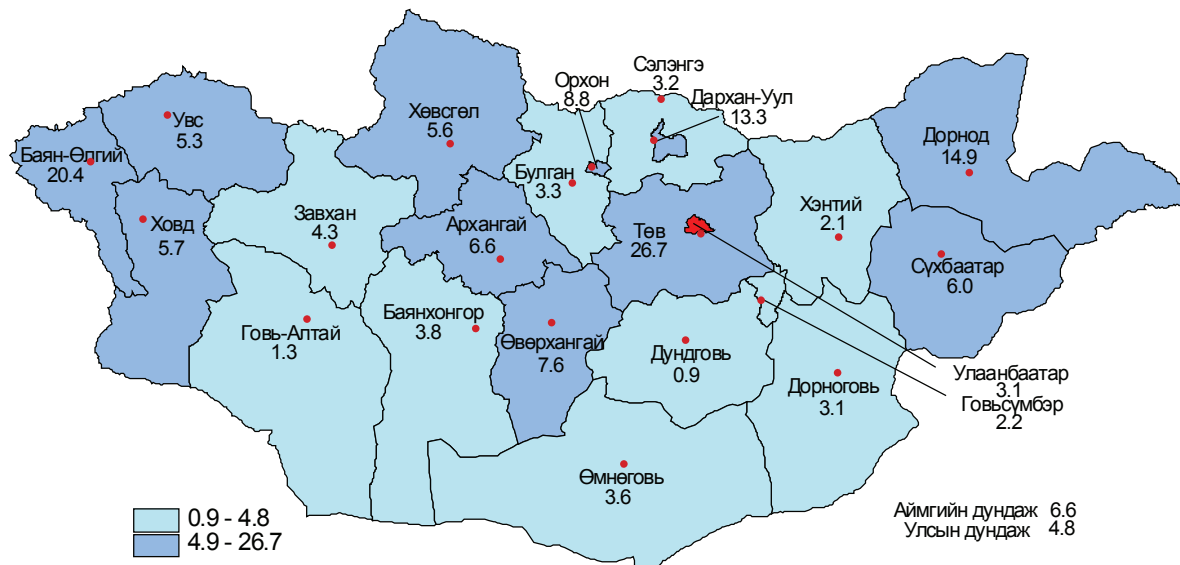 Орхон
8.8
Сэлэнгэ
3.2
Дархан-Уул
13.3
Хөвсгөл
5.6
Увс
5.3
Дорнод
14.9
Баян-Өлгий
20.4
Булган
3.3
Завхан
4.3
Ховд
5.7
Архангай
6.6
Төв
26.7
Хэнтий
2.1
Сүхбаатар
6.0
Баянхонгор
3.8
Говь-Алтай
1.3
Өвөрхангай
7.6
Дундговь
0.9
Дорноговь
3.1
Улаанбаатар
3.1
Говьсүмбэр
2.2
Өмнөговь
3.6
0.9 - 4.8
4.9 - 26.7
Аймгийн дундаж 6.6
Улсын дундаж 4.8